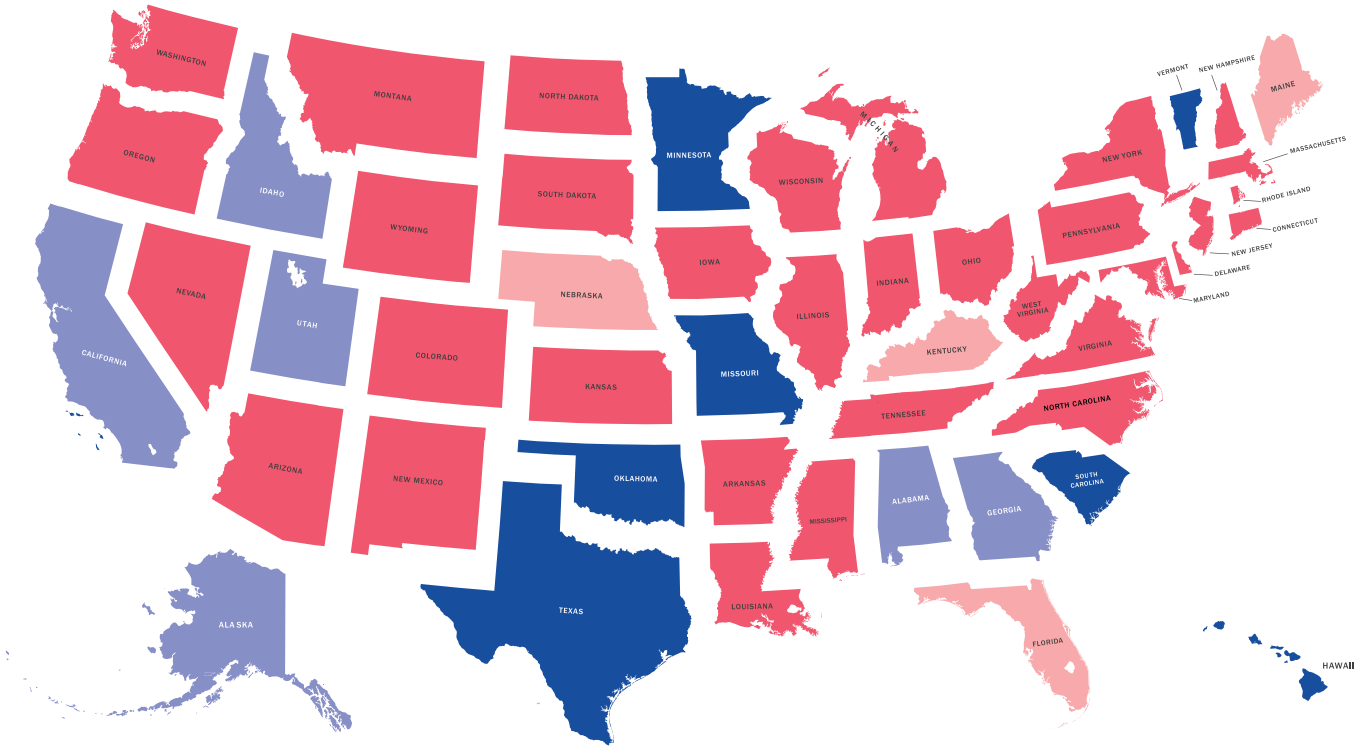 VERMONT
NEW HAMPSHIRE
WASHINGTON
MAINE
MONTANA
NORTH DAKOTA
MICHIGAN
MASSACHUSETTS
OREGON
MINNESOTA
NEW YORK
WISCONSIN
IDAHO
SOUTH DAKOTA
RHODE ISLAND
WYOMING
PENNSYLVANIA
CONNECTICUT
IOWA
OHIO
NEW JERSEY
NEVADA
NEBRASKA
INDIANA
DELAWARE
MARYLAND
UTAH
ILLINOIS
WEST
VIRGINIA
CALIFORNIA
COLORADO
KENTUCKY
VIRGINIA
KANSAS
MISSOURI
TENNESSEE
NORTH CAROLINA
ARIZONA
NEW MEXICO
OKLAHOMA
ARKANSAS
SOUTH
CAROLINA
ALABAMA
GEORGIA
MISSISSIPPI
TEXAS
LOUISIANA
ALASKA
FLORIDA
HAWAII